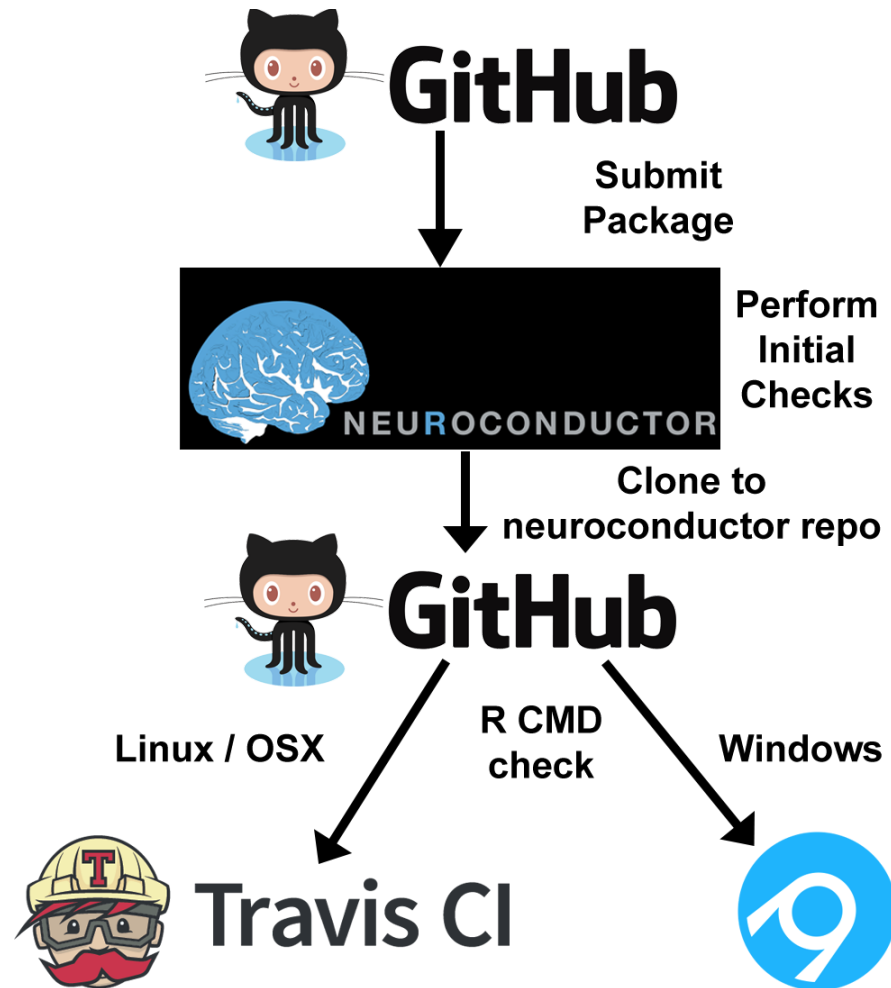 GitHub
Submit
Package
Perform
Initial
Checks
NEUROCONDUCTOR
Clone to
neuroconductor repo
GitHub
Linux / OSX
R CMD
check
Windows
T
Travis CI